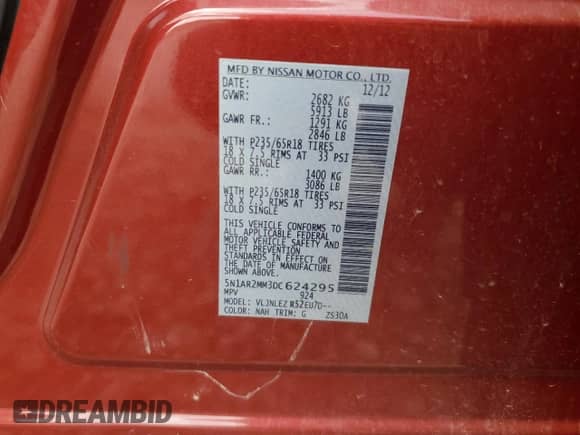 MFD BY NISSAN MOTOR CO., LTD.
DATE: 12/12
GVWR: 2682 KG
5913 LB
GAWR FR.: 1291 KG
2846 LB
WITH P235/65R18 TIRES
18 X 7.5 RIMS AT 33 PSI
COLD SINGLE
GAWR RR.: 1400 KG
3086 LB
WITH P235/65R18 TIRES
18 X 7.5 RIMS AT 33 PSI
COLD SINGLE
THIS VEHICLE CONFORMS TO
ALL APPLICABLE FEDERAL
MOTOR VEHICLE SAFETY AND
THEFT PREVENTION
STANDARDS IN EFFECT ON
THE DATE OF MANUFACTURE
SHOWN ABOVE.
5N1AR2MM3DC624295
MPV 924
MODEL: VLJNLEZ R52EU7D--
COLOR: NAH TRIM: G ZS30A
DREAMBID